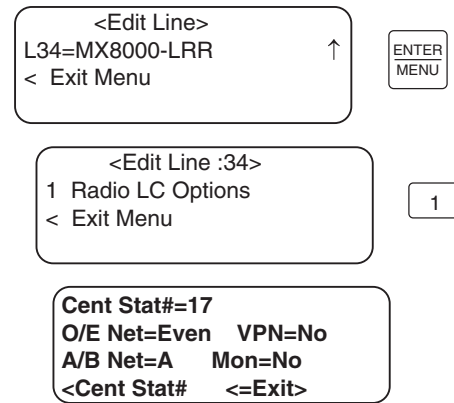 <Edit Line>
L34=MX8000-LRR ↑
< Exit Menu
ENTER
MENU
<Edit Line :34>
1 Radio LC Options
< Exit Menu
1
Cent Stat#=17
O/E Net=Even VPN=No
A/B Net=A Mon=No
<Cent Stat# <=Exit>